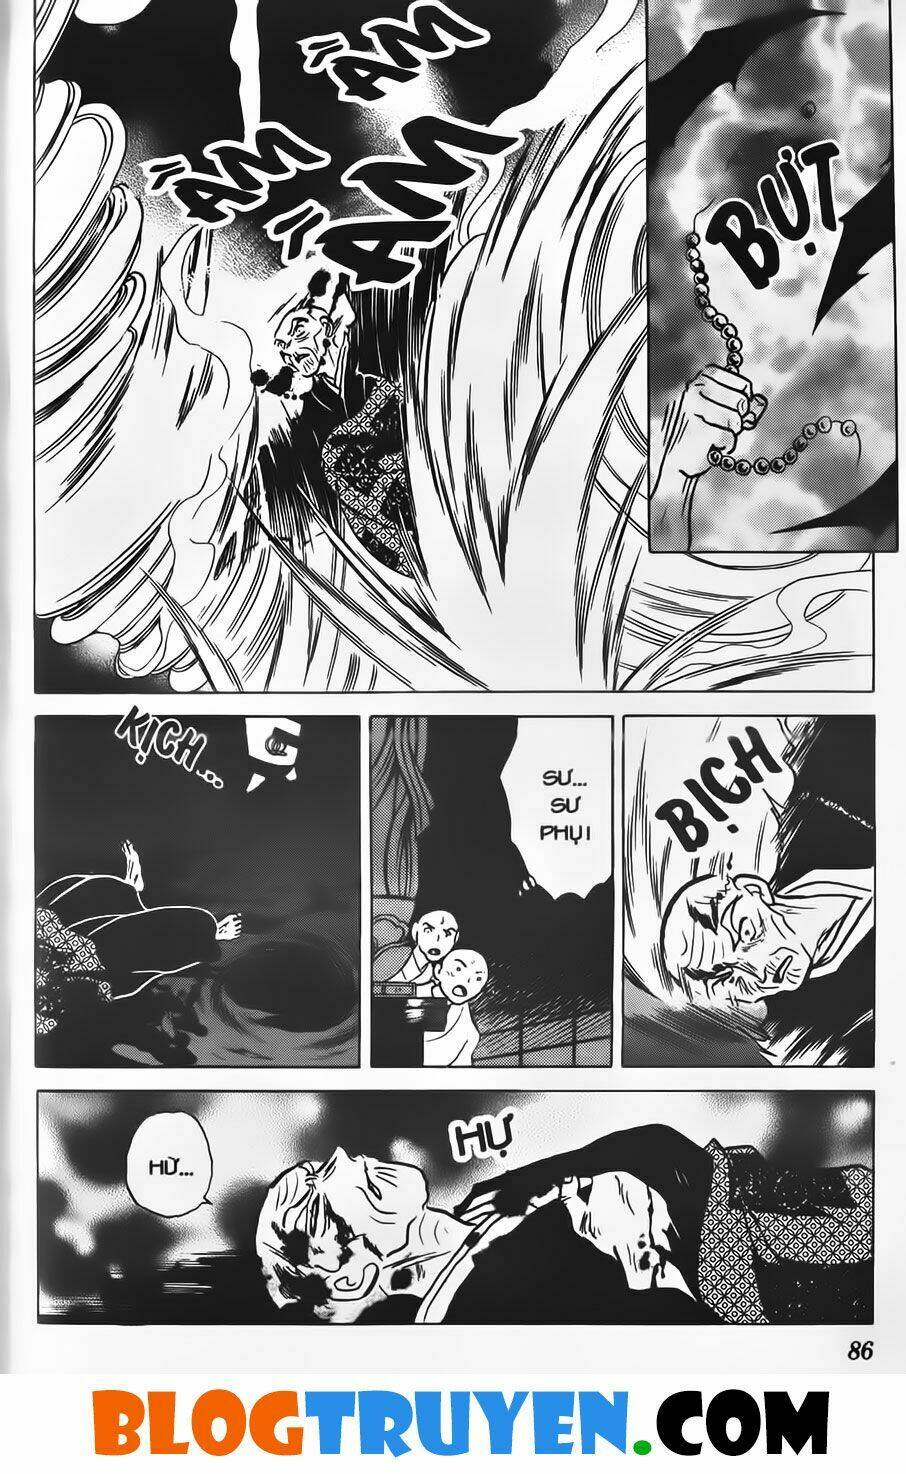 ẦM
ẦM
ẦM
ẦM
BỰT
KỊCH...
SƯ...
SƯ
PHỤ!
BỊCH
HỪ...
HỰ
86
BLOGTRUYEN.COM